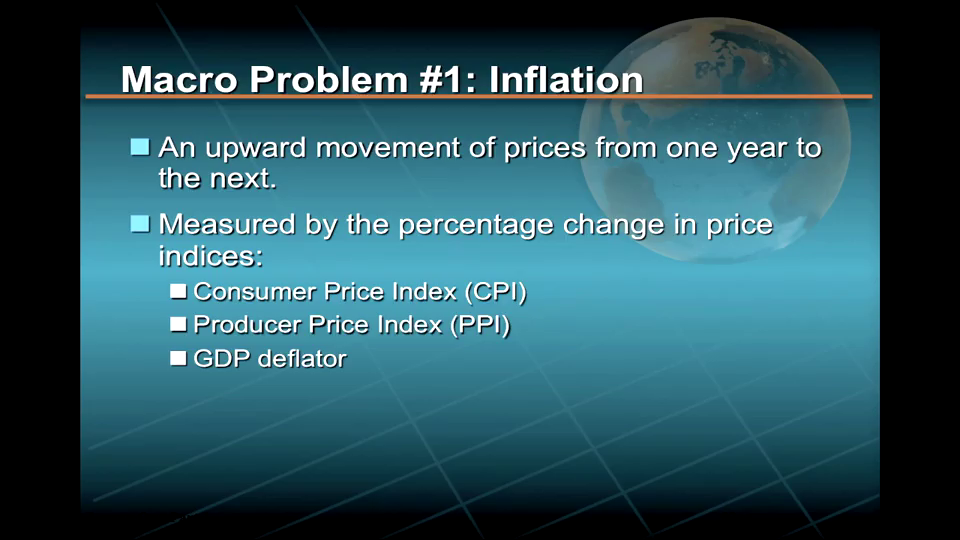 Macro Problem #1: Inflation
An upward movement of prices from one year to
the next.
Measured by the percentage change in price
indices:
Consumer Price Index (CPI)
Producer Price Index (PPI)
GDP deflator